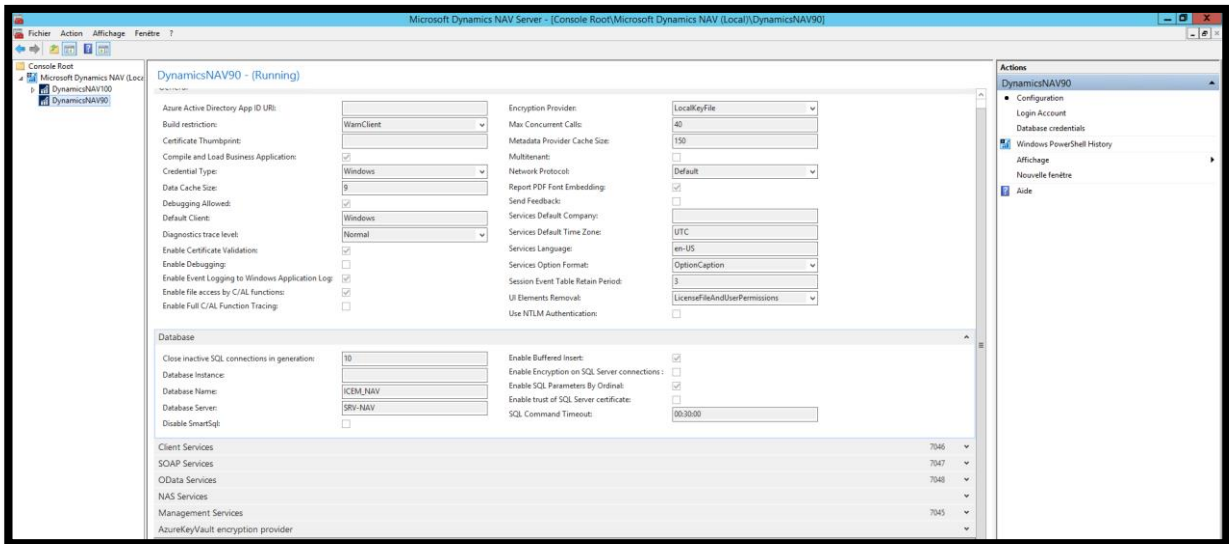 Microsoft Dynamics NAV Server - [Console Root\Microsoft Dynamics NAV (Local)\DynamicsNAV90]
Fichier Action Affichage Fenêtre ?
Console Root
Microsoft Dynamics NAV (Loca
DynamicsNAV100
DynamicsNAV90
DynamicsNAV90 - (Running)
General
Azure Active Directory App ID URI:
Build restriction: WarnClient
Certificate Thumbprint:
Compile and Load Business Application:
Credential Type: Windows
Data Cache Size: 9
Debugging Allowed:
Default Client: Windows
Diagnostics trace level: Normal
Enable Certificate Validation:
Enable Debugging:
Enable Event Logging to Windows Application Log:
Enable file access by C/AL functions:
Enable Full C/AL Function Tracing:
Encryption Provider: LocalKeyFile
Max Concurrent Calls: 40
Metadata Provider Cache Size: 150
Multitenant:
Network Protocol: Default
Report PDF Font Embedding:
Send Feedback:
Services Default Company:
Services Default Time Zone: UTC
Services Language: en-US
Services Option Format: OptionCaption
Session Event Table Retain Period: 3
UI Elements Removal: LicenseFileAndUserPermissions
Use NTLM Authentication:
Database
Close inactive SQL connections in generation: 10
Database Instance:
Database Name: ICEM_NAV
Database Server: SRV-NAV
Disable SmartSql:
Enable Buffered Insert:
Enable Encryption on SQL Server connections :
Enable SQL Parameters By Ordinal:
Enable trust of SQL Server certificate:
SQL Command Timeout: 00:30:00
Client Services 7046
SOAP Services 7047
OData Services 7048
NAS Services
Management Services 7045
AzureKeyVault encryption provider
Actions
DynamicsNAV90
Configuration
Login Account
Database credentials
Windows PowerShell History
Affichage
Nouvelle fenêtre
Aide